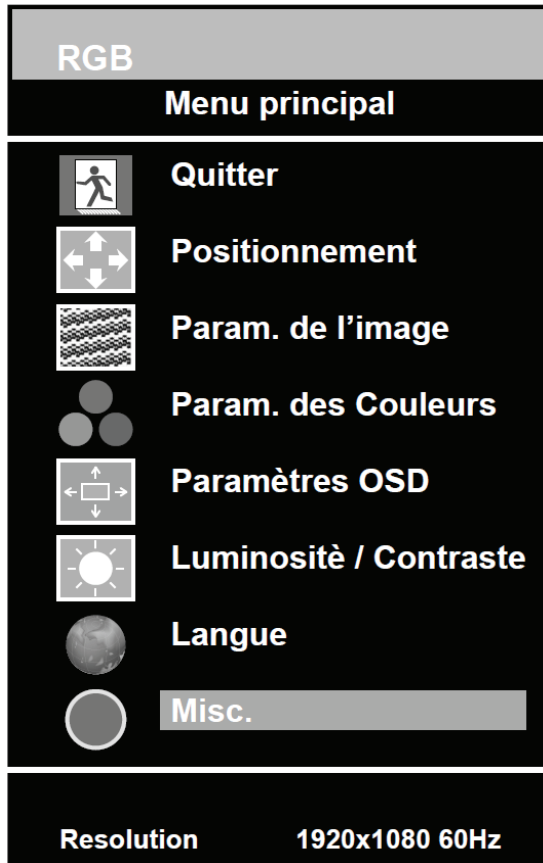 RGB
Menu principal
Quitter
Positionnement
Param. de l’image
Param. des Couleurs
Paramètres OSD
Luminositè / Contraste
Langue
Misc.
Resolution 1920x1080 60Hz